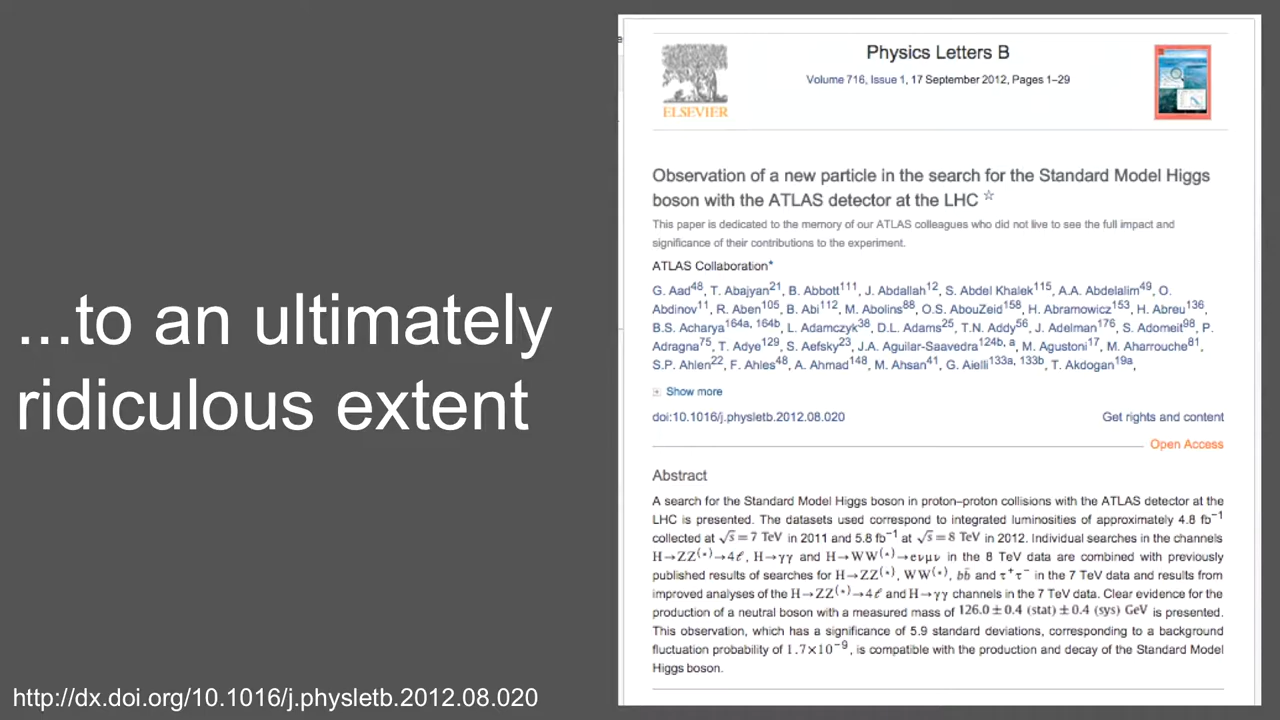 ...to an ultimately
ridiculous extent
http://dx.doi.org/10.1016/j.physletb.2012.08.020
ELSEVIER
Physics Letters B
Volume 716, Issue 1, 17 September 2012, Pages 1–29
Observation of a new particle in the search for the Standard Model Higgs
boson with the ATLAS detector at the LHC ☆
This paper is dedicated to the memory of our ATLAS colleagues who did not live to see the full impact and
significance of their contributions to the experiment.
ATLAS Collaboration*
G. Aad48, T. Abajyan21, B. Abbott111, J. Abdallah12, S. Abdel Khalek115, A.A. Abdelalim49, O.
Abdinov11, R. Aben105, B. Abi112, M. Abolins88, O.S. AbouZeid158, H. Abramowicz153, H. Abreu136,
B.S. Acharya164a, 164b, L. Adamczyk38, D.L. Adams25, T.N. Addy56, J. Adelman176, S. Adomeit98, P.
Adragna75, T. Adye129, S. Aefsky23, J.A. Aguilar-Saavedra124b, a, M. Agustoni17, M. Aharrouche81,
S.P. Ahlen22, F. Ahles48, A. Ahmad148, M. Ahsan41, G. Aielli133a, 133b, T. Akdogan19a,
Show more
doi:10.1016/j.physletb.2012.08.020 Get rights and content
Open Access
Abstract
A search for the Standard Model Higgs boson in proton–proton collisions with the ATLAS detector at the
LHC is presented. The datasets used correspond to integrated luminosities of approximately 4.8 fb−1
collected at √s=7 TeV in 2011 and 5.8 fb−1 at √s=8 TeV in 2012. Individual searches in the channels
H→ZZ(*)→4ℓ, H→γγ and H→WW(*)→eνμν in the 8 TeV data are combined with previously
published results of searches for H→ZZ(*), WW(*), bb̄ and τ+τ− in the 7 TeV data and results from
improved analyses of the H→ZZ(*)→4ℓ and H→γγ channels in the 7 TeV data. Clear evidence for the
production of a neutral boson with a measured mass of 126.0±0.4 (stat)±0.4 (sys) GeV is presented.
This observation, which has a significance of 5.9 standard deviations, corresponding to a background
fluctuation probability of 1.7×10−9, is compatible with the production and decay of the Standard Model
Higgs boson.